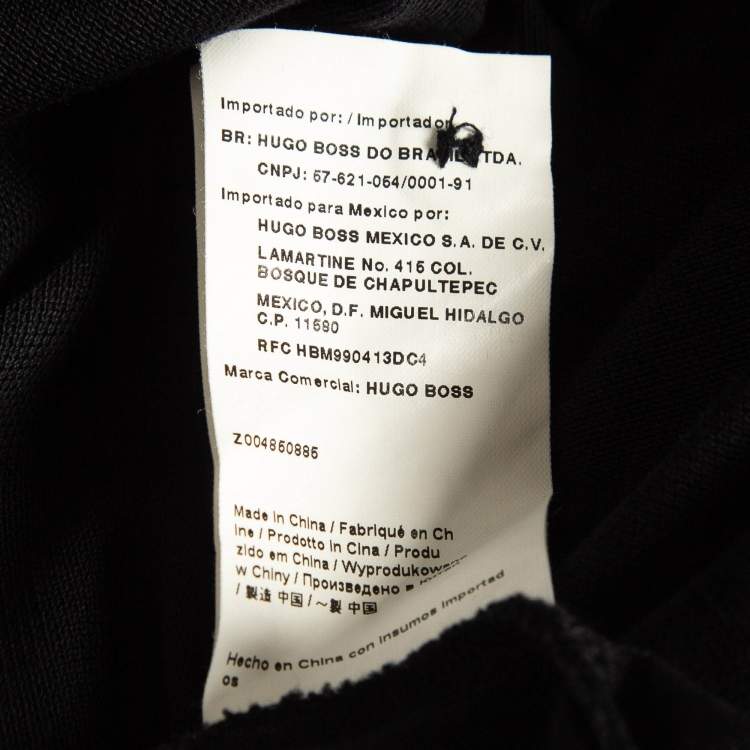 Importado por: / Importador
BR: HUGO BOSS DO BRASIL LTDA.
CNPJ: 57-621-054/0001-91
Importado para Mexico por:
HUGO BOSS MEXICO S.A. DE C.V.
LAMARTINE No. 415 COL.
BOSQUE DE CHAPULTEPEC
MEXICO, D.F. MIGUEL HIDALGO
C.P. 11590
RFC HBM990413DC4
Marca Comercial: HUGO BOSS
Z004850885
Made in China / Fabriqué en Ch
ine / Prodotto in Cina / Produ
zido em China / Wyprodukowano
w Chiny / Произведено в
/ 製造 中国 / ~製 中国
Hecho en China con insumos importad
os